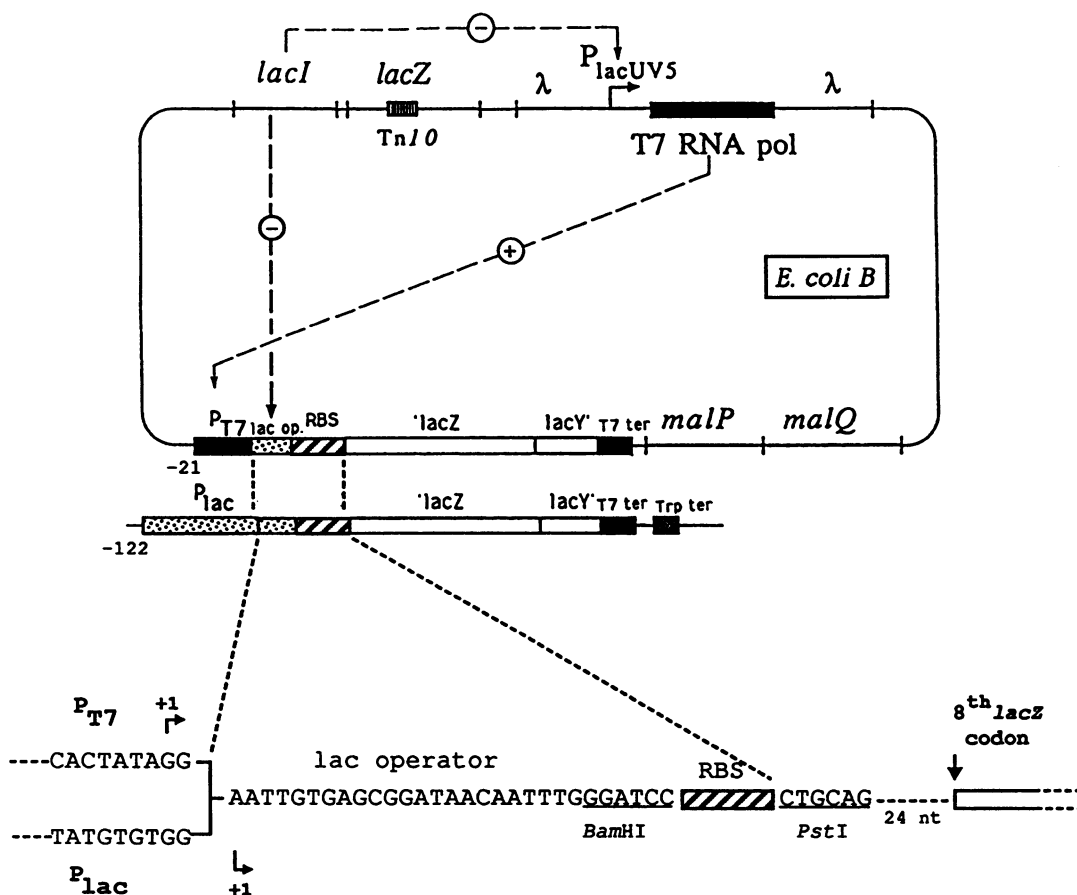 −
lacI
lacZ
λ
PlacUV5
λ
Tn10
T7 RNA pol
−
+
E. coli B
PT7
lac op.
RBS
'lacZ
lacY'
T7 ter
malP
malQ
-21
Plac
'lacZ
lacY'
T7 ter
Trp ter
-122
PT7
+1
8th lacZ
codon
----CACTATAGG
lac operator
RBS
AATTGTGAGCGGATAACAATTTGGGATCC
CTGCAG
24 nt
BamHI
PstI
----TATGTGTGG
Plac
+1